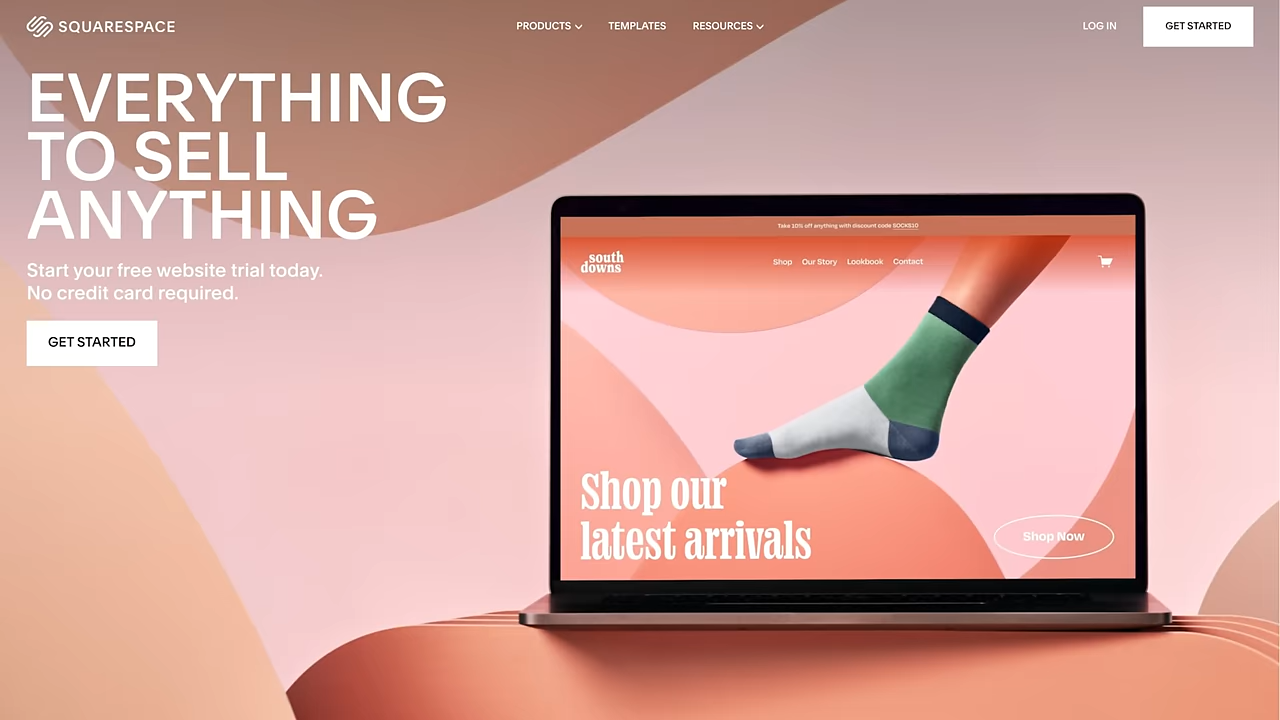 SQUARESPACE
PRODUCTS
TEMPLATES
RESOURCES
LOG IN
GET STARTED
EVERYTHING
TO SELL
ANYTHING
Start your free website trial today.
No credit card required.
GET STARTED
Take 10% off anything with discount code SOCKS10
south
downs
Shop Our Story Lookbook Contact
Shop our
latest arrivals
Shop Now